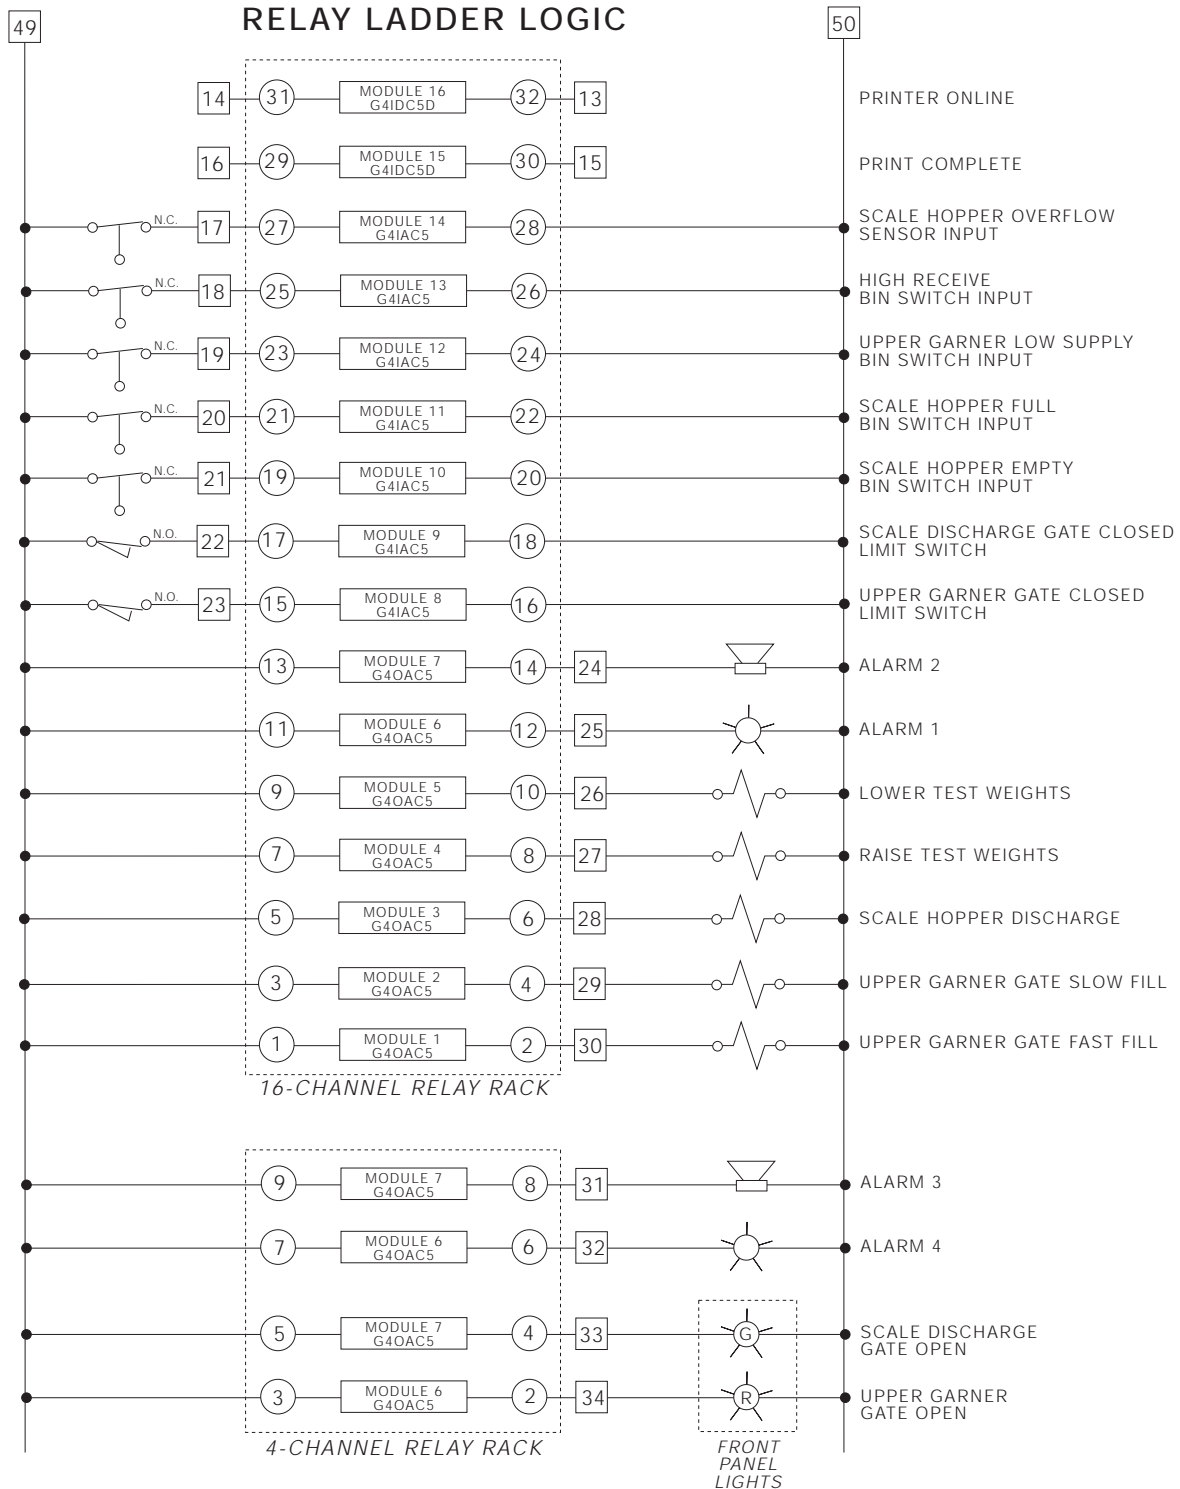 RELAY LADDER LOGIC
49
50
14 31 MODULE 16 32 13 PRINTER ONLINE
G4IDC5D
16 29 MODULE 15 30 15 PRINT COMPLETE
G4IDC5D
N.C. 17 27 MODULE 14 28 SCALE HOPPER OVERFLOW
G4IAC5 SENSOR INPUT
N.C. 18 25 MODULE 13 26 HIGH RECEIVE
G4IAC5 BIN SWITCH INPUT
N.C. 19 23 MODULE 12 24 UPPER GARNER LOW SUPPLY
G4IAC5 BIN SWITCH INPUT
N.C. 20 21 MODULE 11 22 SCALE HOPPER FULL
G4IAC5 BIN SWITCH INPUT
N.C. 21 19 MODULE 10 20 SCALE HOPPER EMPTY
G4IAC5 BIN SWITCH INPUT
N.O. 22 17 MODULE 9 18 SCALE DISCHARGE GATE CLOSED
G4IAC5 LIMIT SWITCH
N.O. 23 15 MODULE 8 16 UPPER GARNER GATE CLOSED
G4IAC5 LIMIT SWITCH
13 MODULE 7 14 24 ALARM 2
G4OAC5
11 MODULE 6 12 25 ALARM 1
G4OAC5
9 MODULE 5 10 26 LOWER TEST WEIGHTS
G4OAC5
7 MODULE 4 8 27 RAISE TEST WEIGHTS
G4OAC5
5 MODULE 3 6 28 SCALE HOPPER DISCHARGE
G4OAC5
3 MODULE 2 4 29 UPPER GARNER GATE SLOW FILL
G4OAC5
1 MODULE 1 2 30 UPPER GARNER GATE FAST FILL
G4OAC5
16-CHANNEL RELAY RACK
9 MODULE 7 8 31 ALARM 3
G4OAC5
7 MODULE 6 6 32 ALARM 4
G4OAC5
5 MODULE 7 4 33 G SCALE DISCHARGE
G4OAC5 GATE OPEN
3 MODULE 6 2 34 R UPPER GARNER
G4OAC5 GATE OPEN
4-CHANNEL RELAY RACK
FRONT
PANEL
LIGHTS